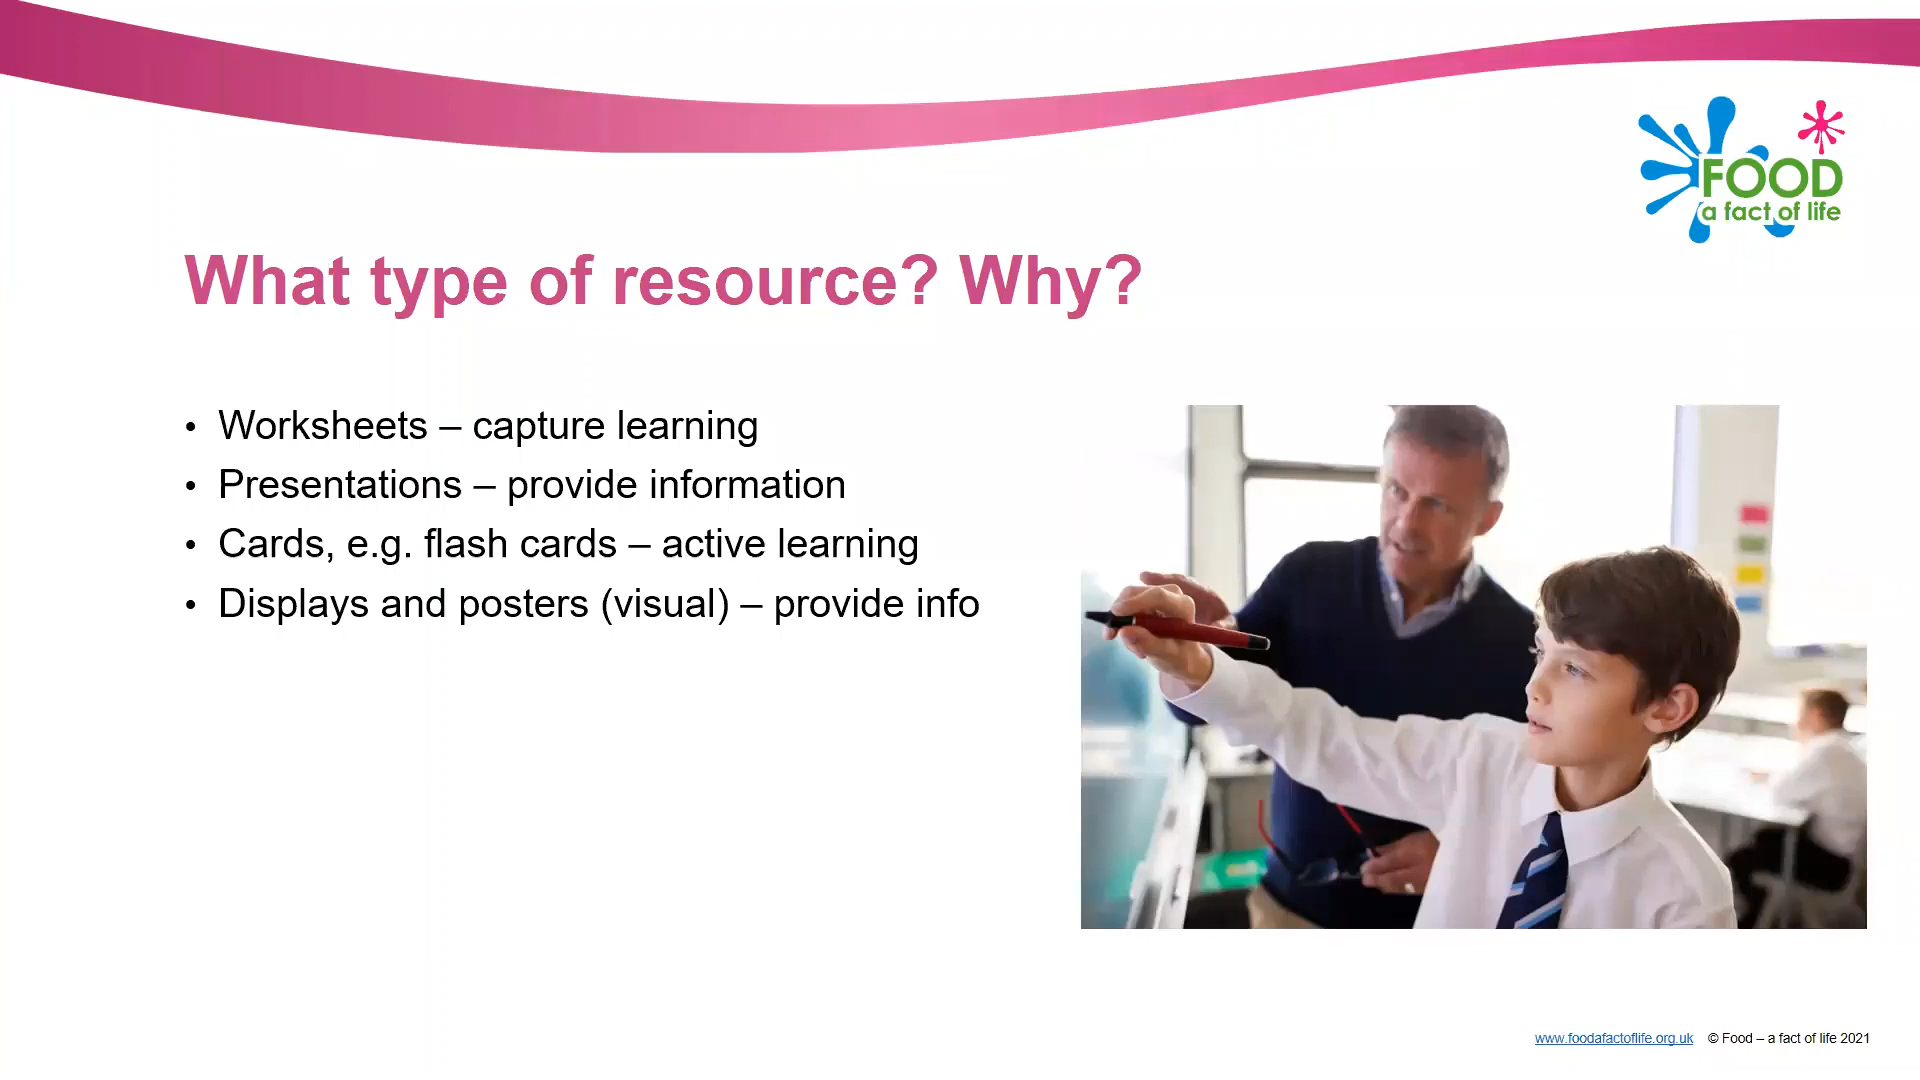 FOOD
a fact of life
What type of resource? Why?
• Worksheets – capture learning
• Presentations – provide information
• Cards, e.g. flash cards – active learning
• Displays and posters (visual) – provide info
www.foodafactoflife.org.uk © Food – a fact of life 2021